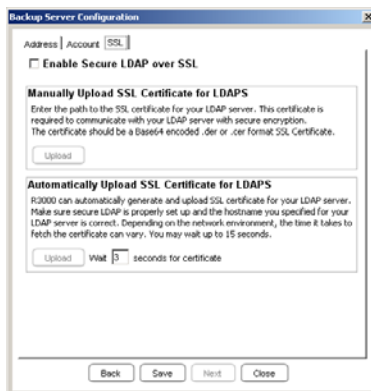 Backup Server Configuration
Address Account SSL
Enable Secure LDAP over SSL
Manually Upload SSL Certificate for LDAPS
Enter the path to the SSL certificate for your LDAP server. This certificate is
required to communicate with your LDAP server with secure encryption.
The certificate should be a Base64 encoded .der or .cer format SSL Certificate.
Upload
Automatically Upload SSL Certificate for LDAPS
R3000 can automatically generate and upload SSL certificate for your LDAP server.
Make sure secure LDAP is properly set up and the hostname you specified for your
LDAP server is correct. Depending on the network environment, the time it takes to
fetch the certificate can vary. You may wait up to 15 seconds.
Upload Wait 3 seconds for certificate
Back Save Next Close